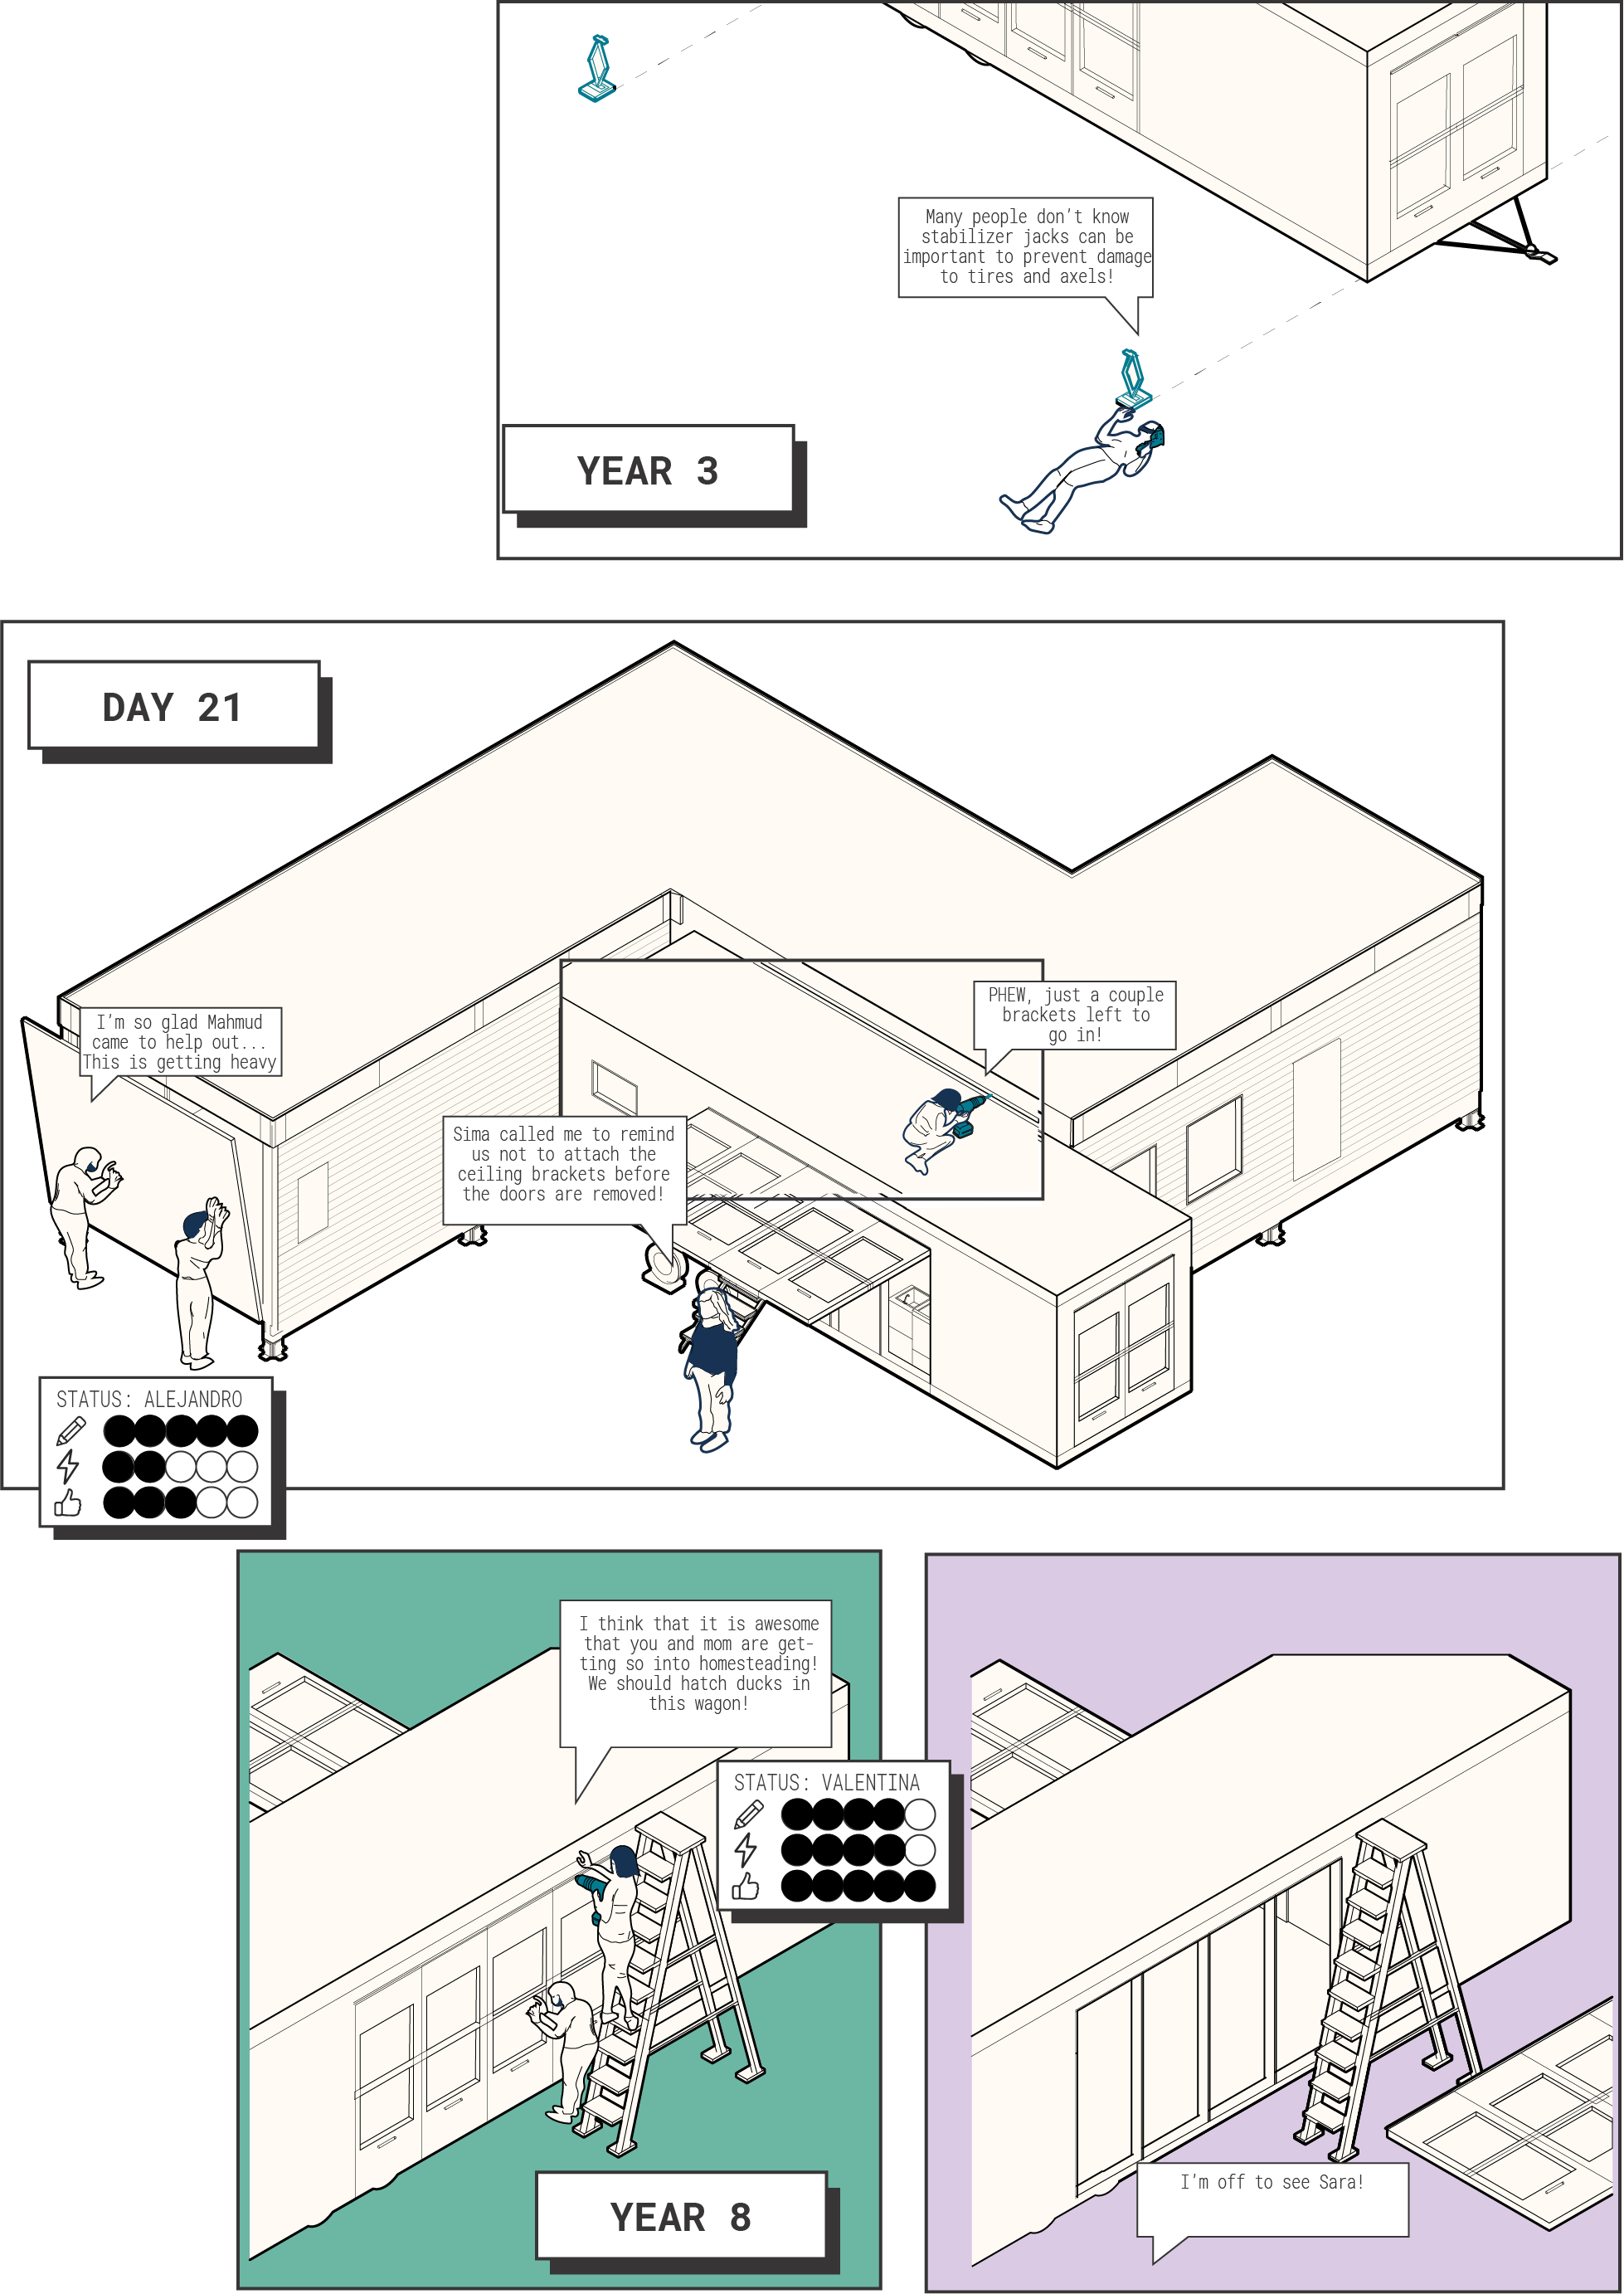 Many people don't know
stabilizer jacks can be
important to prevent damage
to tires and axels!
YEAR 3
DAY 21
I'm so glad Mahmud
came to help out...
This is getting heavy
PHEW, just a couple
brackets left to
go in!
Sima called me to remind
us not to attach the
ceiling brackets before
the doors are removed!
STATUS: ALEJANDRO
I think that it is awesome
that you and mom are get-
ting so into homesteading!
We should hatch ducks in
this wagon!
STATUS: VALENTINA
YEAR 8
I'm off to see Sara!